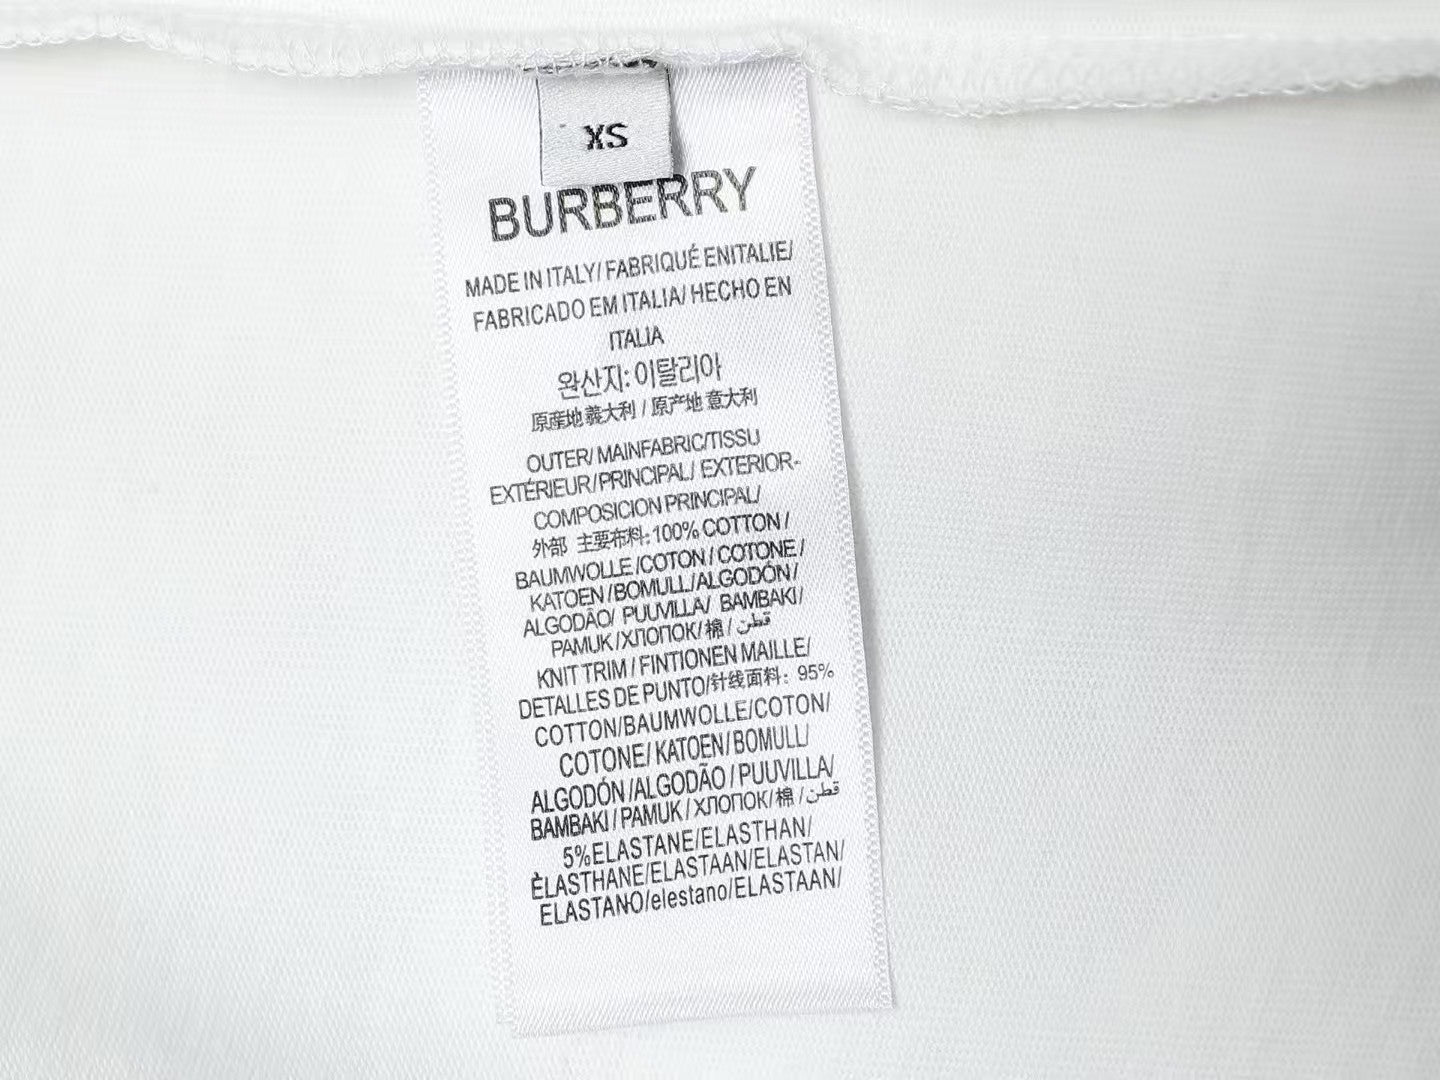 XS
BURBERRY
MADE IN ITALY/ FABRIQUÉ ENITALIE/
FABRICADO EM ITALIA/ HECHO EN
ITALIA
완산지: 이탈리아
原産地 義大利 / 原产地 意大利
OUTER/ MAINFABRIC/TISSU
EXTÉRIEUR/PRINCIPAL/ EXTERIOR-
COMPOSICION PRINCIPAL/
外部 主要布料:100% COTTON /
BAUMWOLLE /COTON / COTONE /
KATOEN /BOMULL/ALGODÓN/
ALGODÃO/ PUUVILLA/ BAMBAKI/
PAMUK/ХЛОПОК/棉/قطن /
KNIT TRIM / FINTIONEN MAILLE/
DETALLES DE PUNTO/针线面料: 95%
COTTON/BAUMWOLLE/COTON/
COTONE/ KATOEN/ BOMULL/
ALGODÓN /ALGODÃO / PUUVILLA/
BAMBAKI / PAMUK / ХЛОПОК/棉 /قطن /
5%ELASTANE/ELASTHAN/
ÈLASTHANE/ELASTAAN/ELASTAN/
ELASTANO/elestano/ELASTAAN/